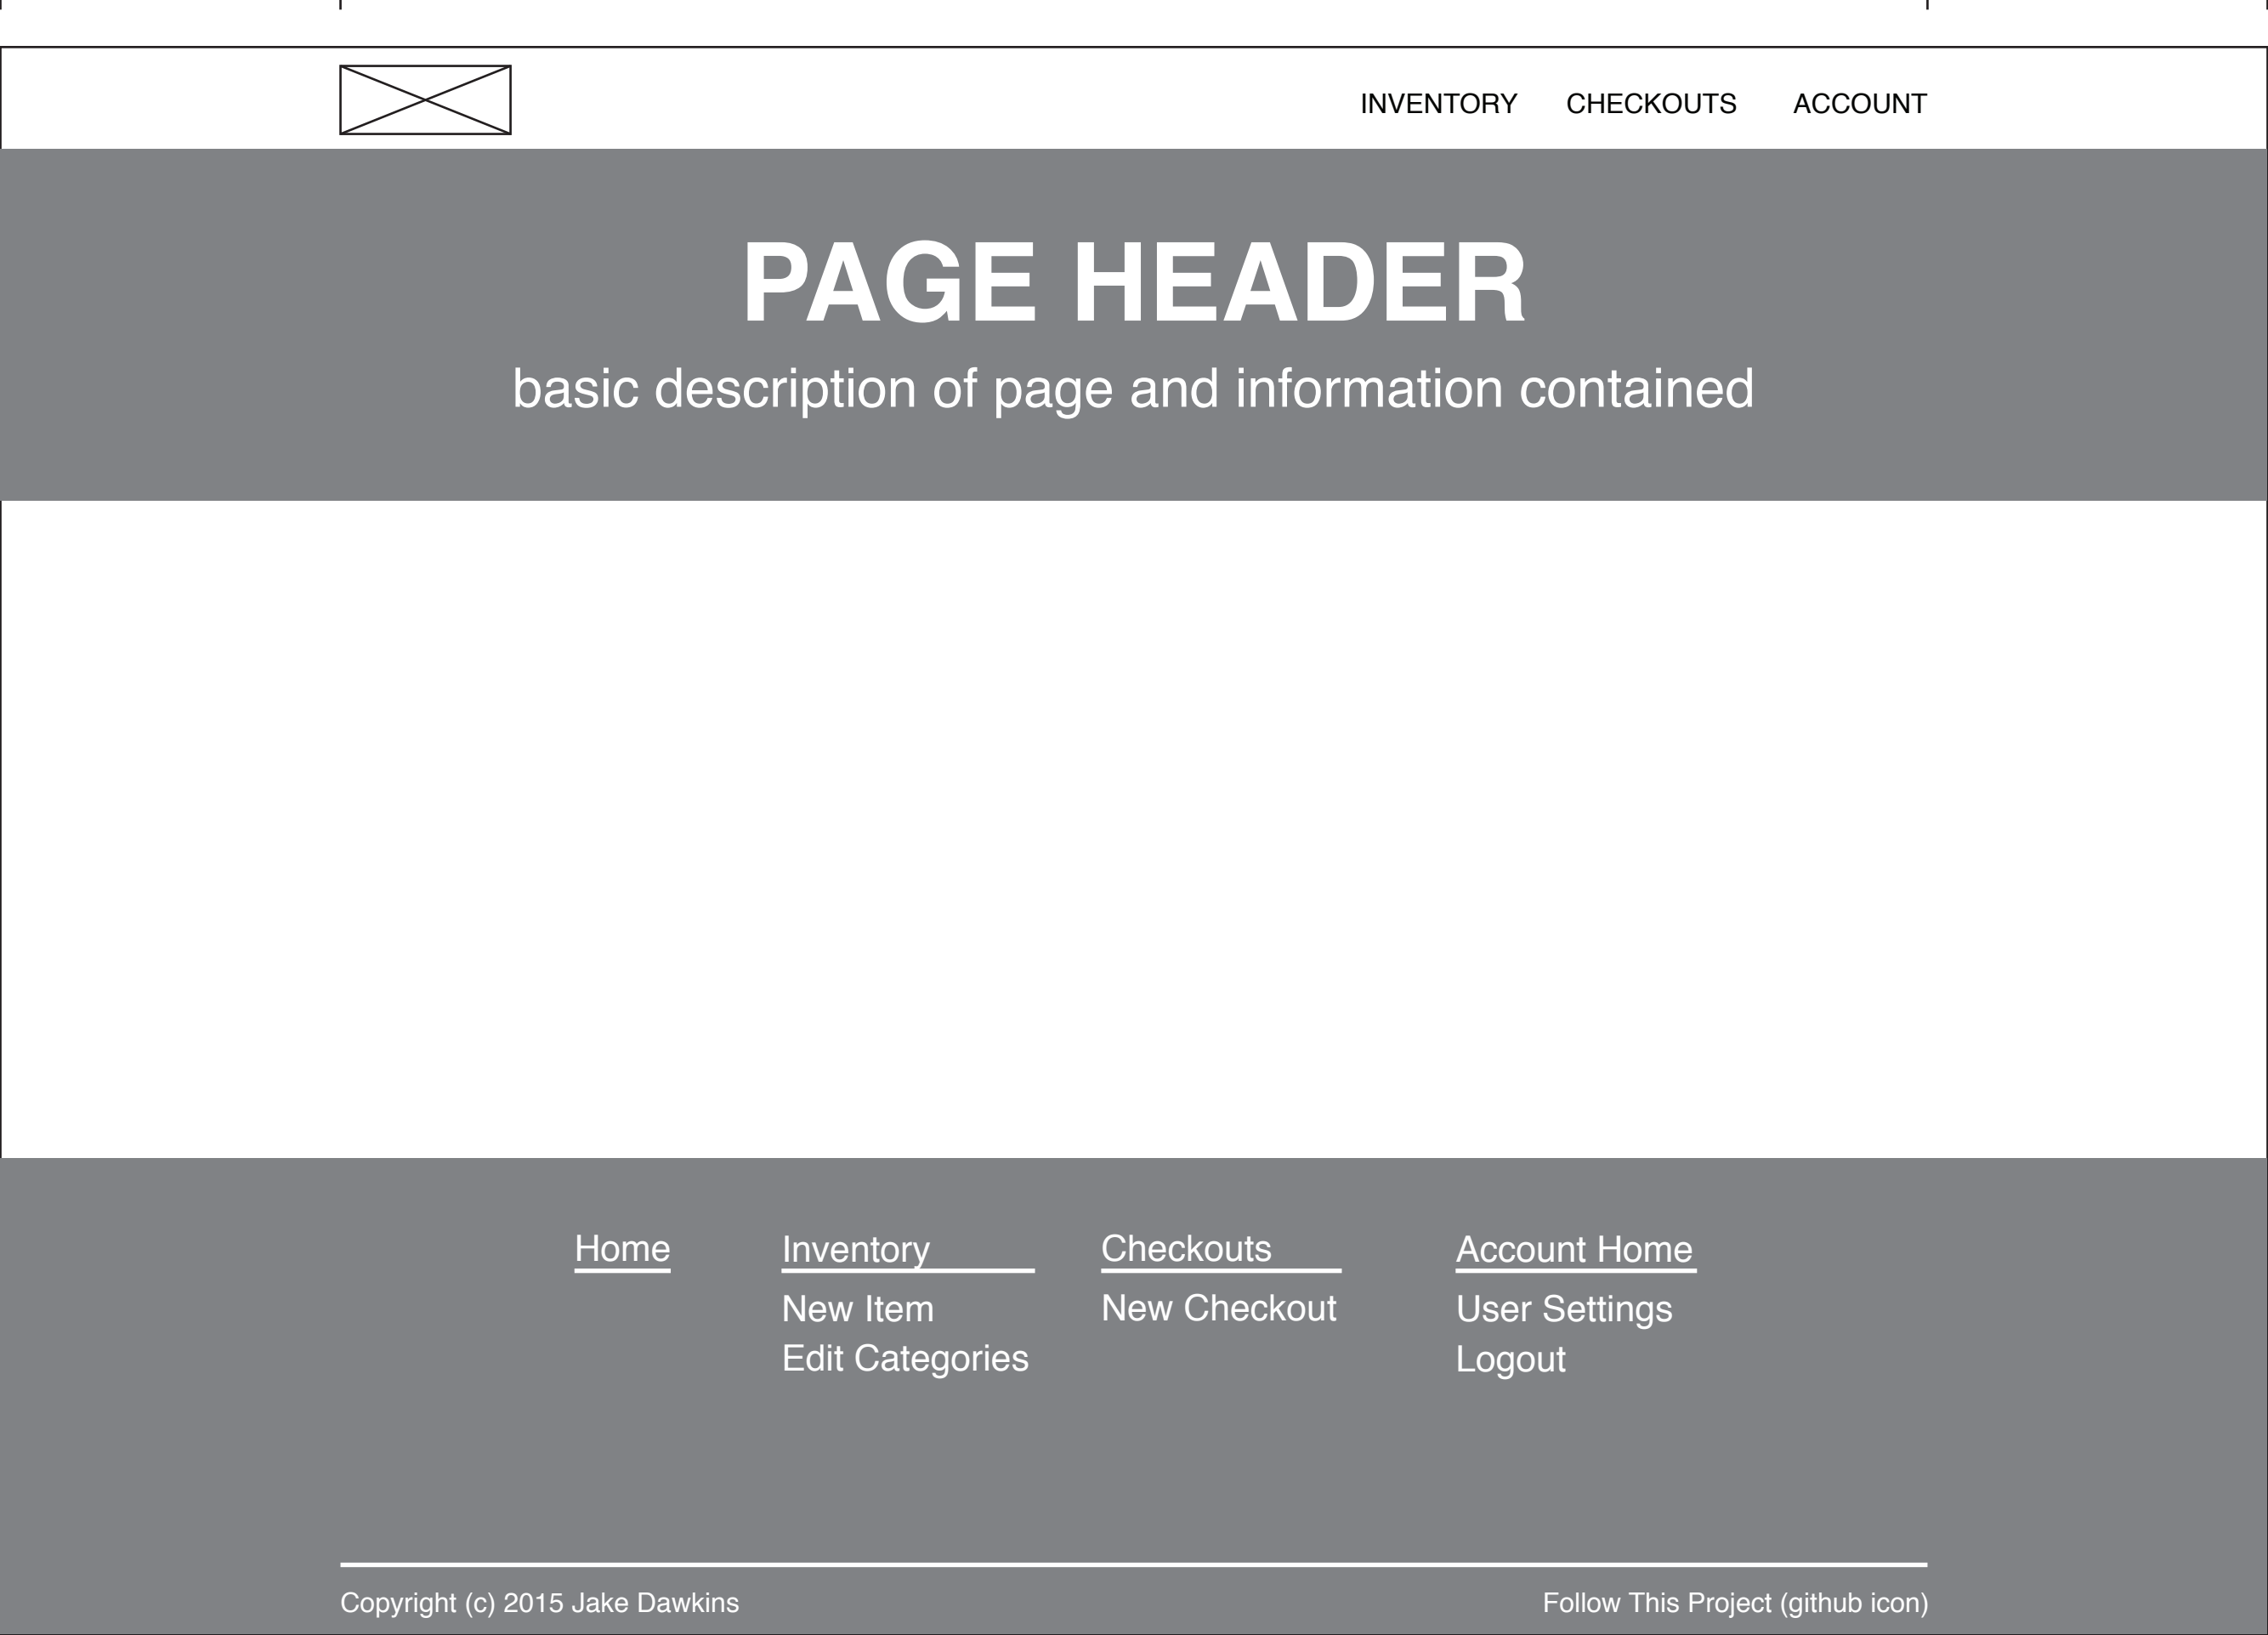 INVENTORY CHECKOUTS ACCOUNT
PAGE HEADER
basic description of page and information contained
Home Inventory Checkouts Account Home
New Item New Checkout User Settings
Edit Categories Logout
Copyright (c) 2015 Jake Dawkins Follow This Project (github icon)